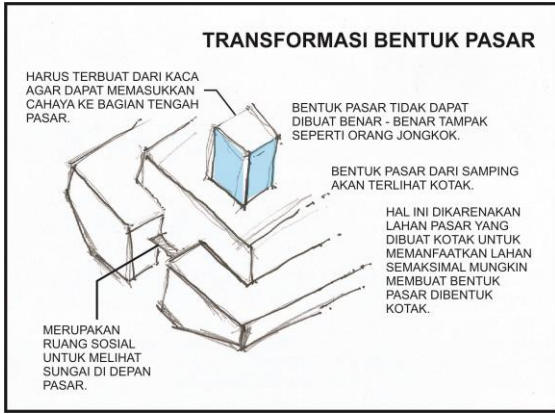 TRANSFORMASI BENTUK PASAR
HARUS TERBUAT DARI KACA
AGAR DAPAT MEMASUKKAN
CAHAYA KE BAGIAN TENGAH
PASAR.
BENTUK PASAR TIDAK DAPAT
DIBUAT BENAR - BENAR TAMPAK
SEPERTI ORANG JONGKOK.
BENTUK PASAR DARI SAMPING
AKAN TERLIHAT KOTAK.
HAL INI DIKARENAKAN
LAHAN PASAR YANG
DIBUAT KOTAK UNTUK
MEMANFAATKAN LAHAN
SEMAKSIMAL MUNGKIN
MEMBUAT BENTUK
PASAR DIBENTUK
KOTAK.
MERUPAKAN
RUANG SOSIAL
UNTUK MELIHAT
SUNGAI DI DEPAN
PASAR.